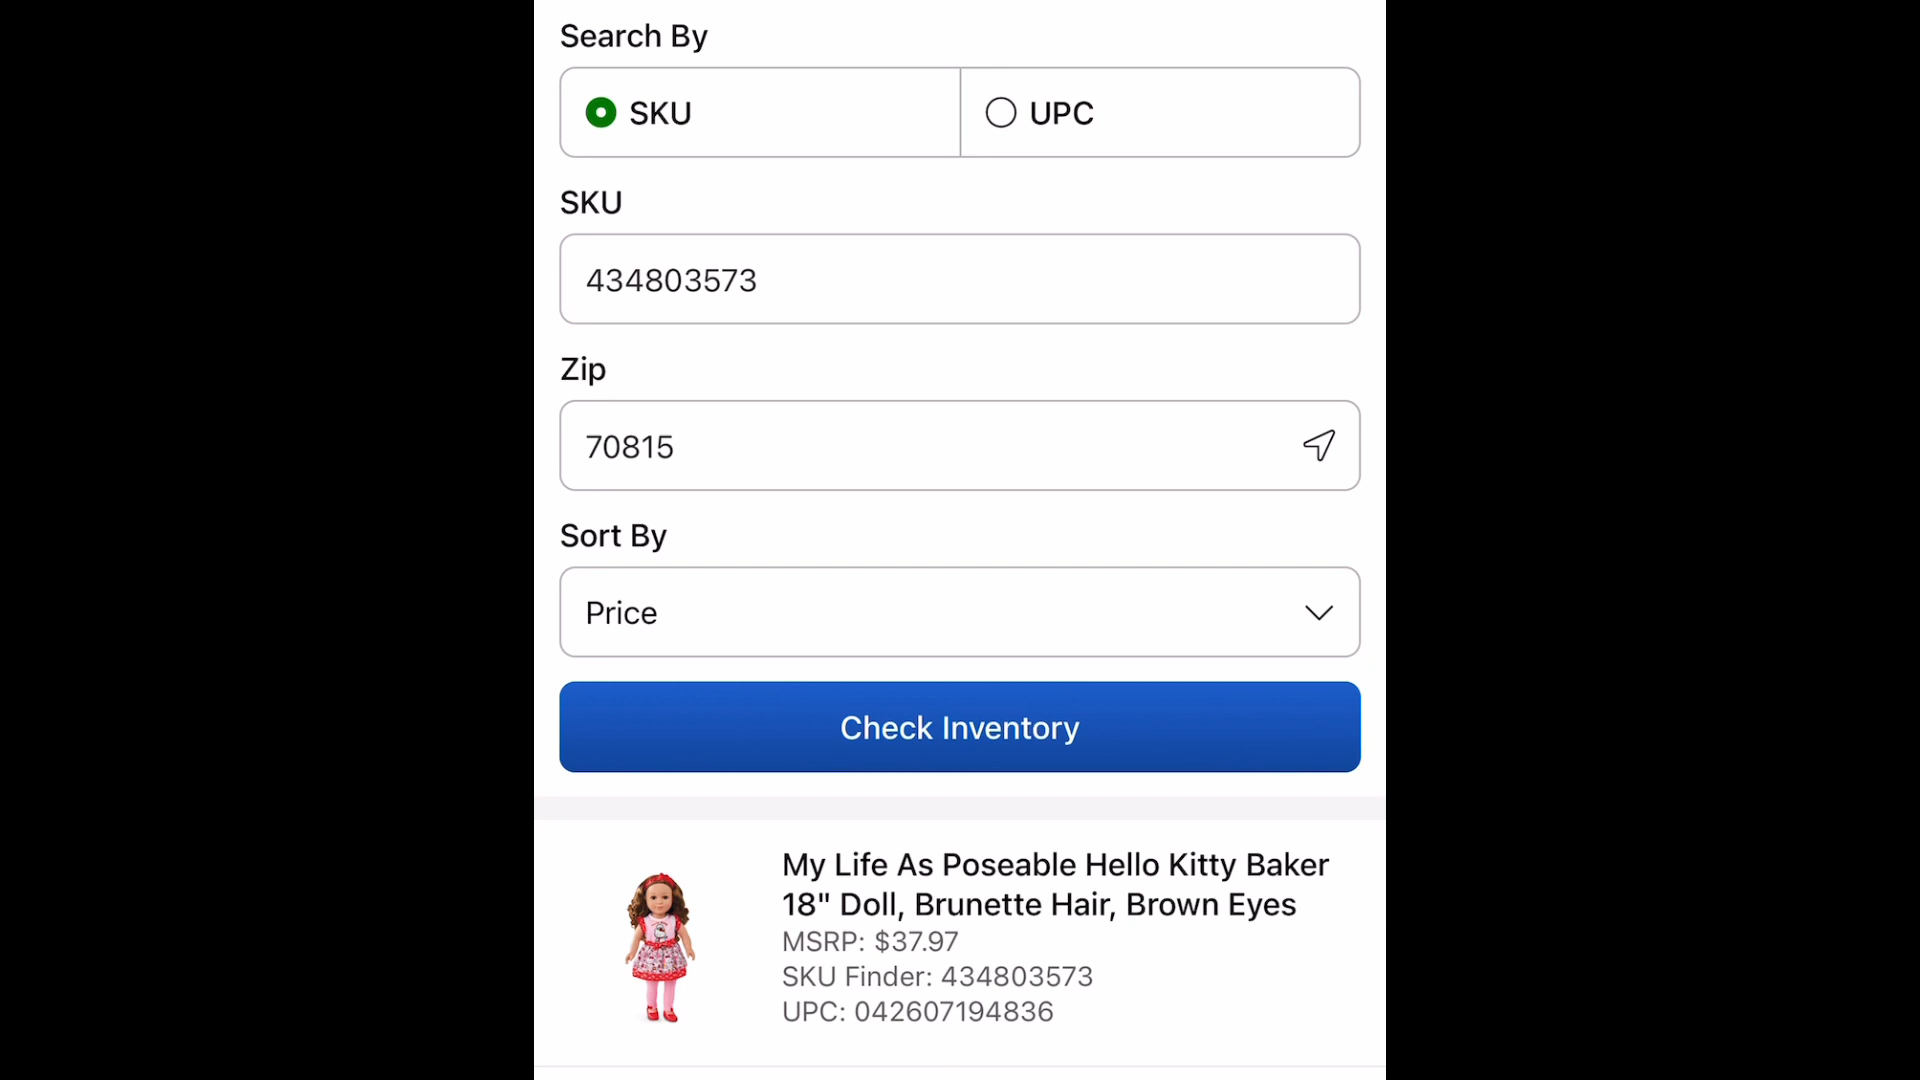 Search By
SKU
UPC
SKU
434803573
Zip
70815
Sort By
Price
Check Inventory
My Life As Poseable Hello Kitty Baker
18" Doll, Brunette Hair, Brown Eyes
MSRP: $37.97
SKU Finder: 434803573
UPC: 042607194836